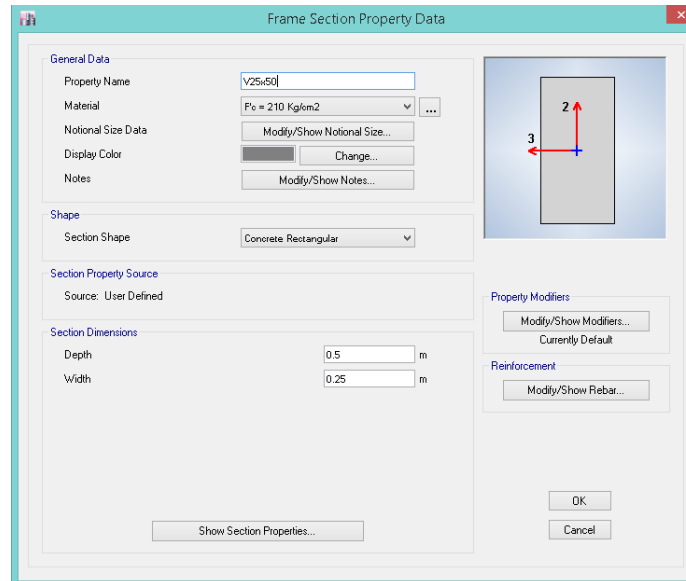 Frame Section Property Data
General Data
Property Name V25x50
Material F'c = 210 Kg/cm2 ...
Notional Size Data Modify/Show Notional Size...
Display Color Change...
Notes Modify/Show Notes...
Shape
Section Shape Concrete Rectangular
Section Property Source
Source: User Defined
Section Dimensions
Depth 0.5 m
Width 0.25 m
Show Section Properties...
2
3
Property Modifiers
Modify/Show Modifiers...
Currently Default
Reinforcement
Modify/Show Rebar...
OK
Cancel